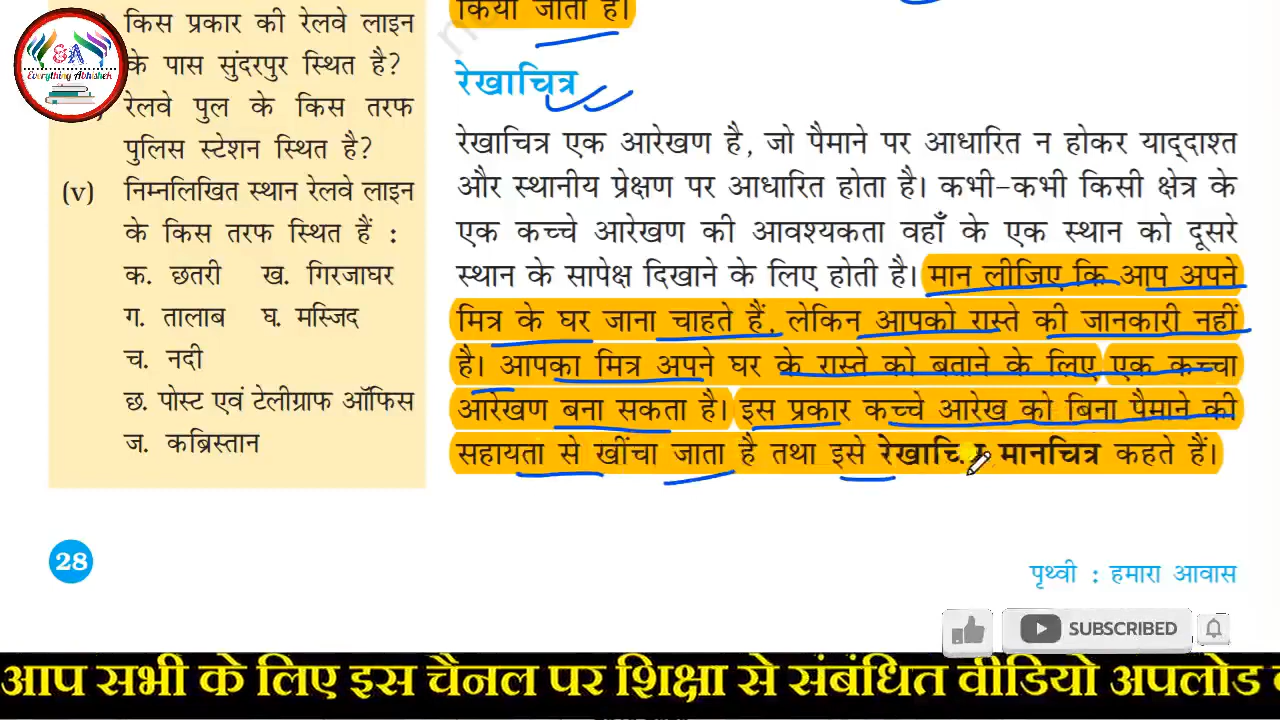 किस प्रकार की रेलवे लाइन
के पास सुंदरपुर स्थित है?
रेलवे पुल के किस तरफ
पुलिस स्टेशन स्थित है?
(v) निम्नलिखित स्थान रेलवे लाइन
के किस तरफ स्थित हैं :
क. छतरी ख. गिरजाघर
ग. तालाब घ. मस्जिद
च. नदी
छ. पोस्ट एवं टेलीग्राफ ऑफिस
ज. कब्रिस्तान
28
S&A
Everything Abhishek
किया जाता है।
रेखाचित्र
रेखाचित्र एक आरेखण है, जो पैमाने पर आधारित न होकर याद्दाश्त
और स्थानीय प्रेक्षण पर आधारित होता है। कभी-कभी किसी क्षेत्र के
एक कच्चे आरेखण की आवश्यकता वहाँ के एक स्थान को दूसरे
स्थान के सापेक्ष दिखाने के लिए होती है। मान लीजिए कि आप अपने
मित्र के घर जाना चाहते हैं, लेकिन आपको रास्ते की जानकारी नहीं
है। आपका मित्र अपने घर के रास्ते को बताने के लिए एक कच्चा
आरेखण बना सकता है। इस प्रकार कच्चे आरेख को बिना पैमाने की
सहायता से खींचा जाता है तथा इसे रेखाचित्र मानचित्र कहते हैं।
पृथ्वी : हमारा आवास
SUBSCRIBED
आप सभी के लिए इस चैनल पर शिक्षा से संबंधित वीडियो अपलोड